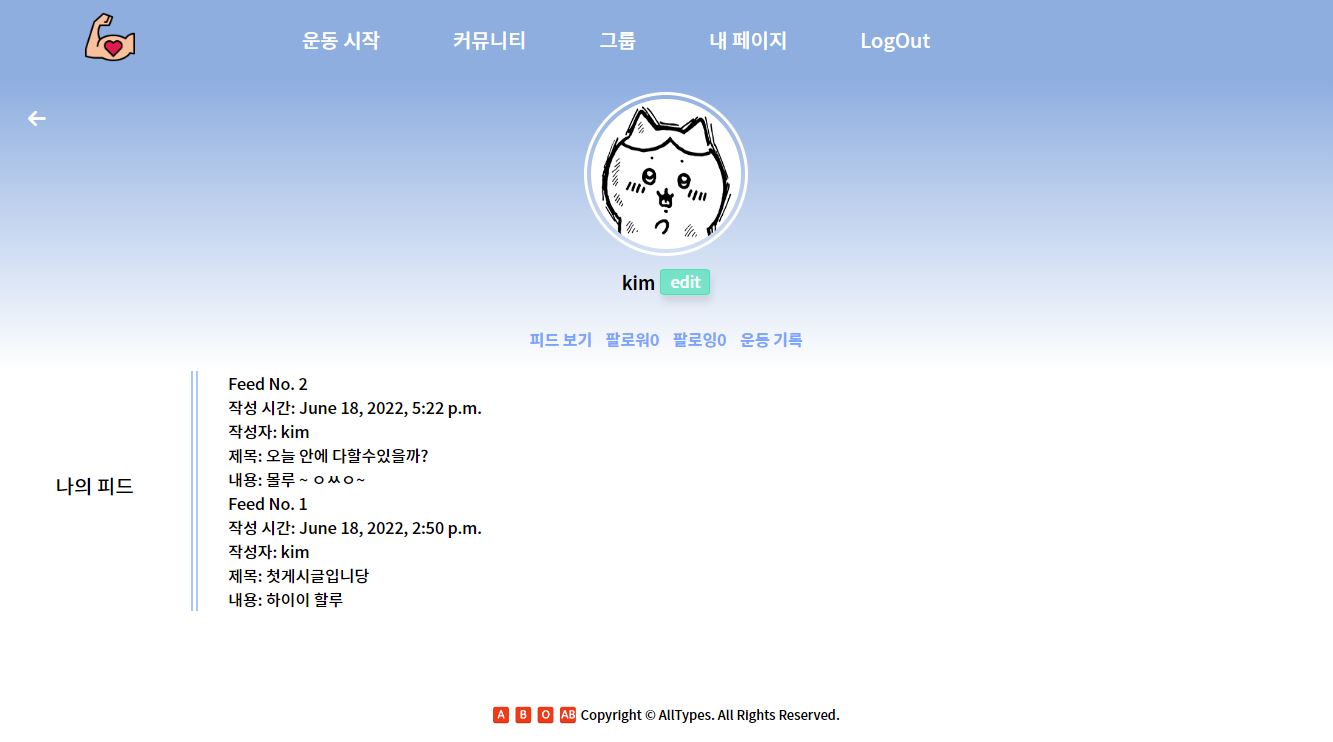 운동 시작 커뮤니티 그룹 내 페이지 LogOut
kim edit
피드 보기 팔로워0 팔로잉0 운동 기록
나의 피드
Feed No. 2
작성 시간: June 18, 2022, 5:22 p.m.
작성자: kim
제목: 오늘 안에 다할수있을까?
내용: 몰루 ~ ㅇㅆㅇ~
Feed No. 1
작성 시간: June 18, 2022, 2:50 p.m.
작성자: kim
제목: 첫게시글입니당
내용: 하이이 할루
A B O AB Copyright © AllTypes. All Rights Reserved.